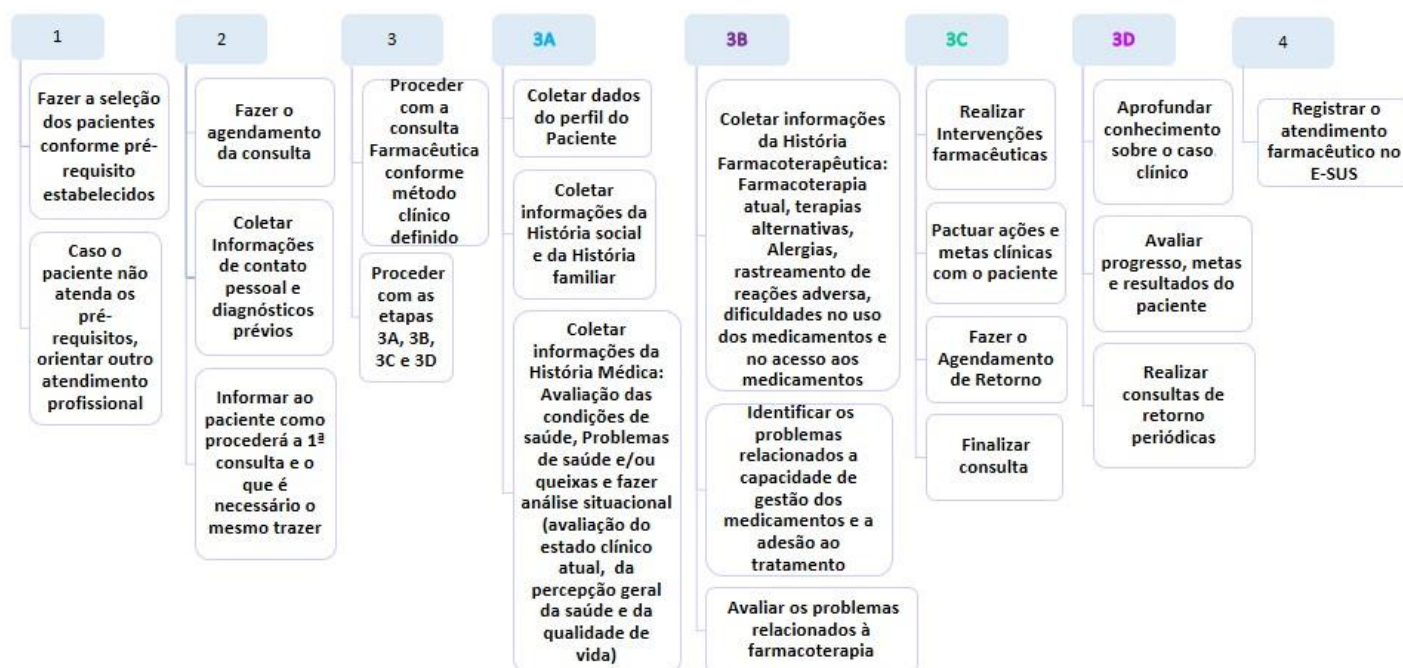 1
Fazer a seleção
dos pacientes
conforme pré-
requisito
estabelecidos
Caso o
paciente não
atenda os
pré-
requisitos,
orientar outro
atendimento
profissional
2
Fazer o
agendamento
da consulta
Coletar
Informações
de contato
pessoal e
diagnósticos
prévios
Informar ao
paciente como
procederá a 1ª
consulta e o que
é necessário o
mesmo trazer
3
Proceder
com a
consulta
Farmacêutica
conforme
método
clínico
definido
Proceder
com as
etapas
3A, 3B,
3C e 3D
3A
Coletar dados
do perfil do
Paciente
Coletar
informações da
História social
e da História
familiar
Coletar
informações da
História Médica:
Avaliação das
condições de
saúde, Problemas
de saúde e/ou
queixas e fazer
análise situacional
(avaliação do
estado clínico
atual, da
percepção geral
da saúde e da
qualidade de
vida)
3B
Coletar informações
da História
Farmacoterapêutica:
Farmacoterapia
atual, terapias
alternativas,
Alergias,
rastreamento de
reações adversa,
dificuldades no uso
dos medicamentos e
no acesso aos
medicamentos
Identificar os
problemas
relacionados a
capacidade de
gestão dos
medicamentos e a
adesão ao
tratamento
Avaliar os problemas
relacionados à
farmacoterapia
3C
Realizar
Intervenções
farmacêuticas
Pactuar ações e
metas clínicas
com o paciente
Fazer o
Agendamento
de Retorno
Finalizar
consulta
3D
Aprofundar
conhecimento
sobre o caso
clínico
Avaliar
progresso, metas
e resultados do
paciente
Realizar
consultas de
retorno
periódicas
4
Registrar o
atendimento
farmacêutico no
E-SUS